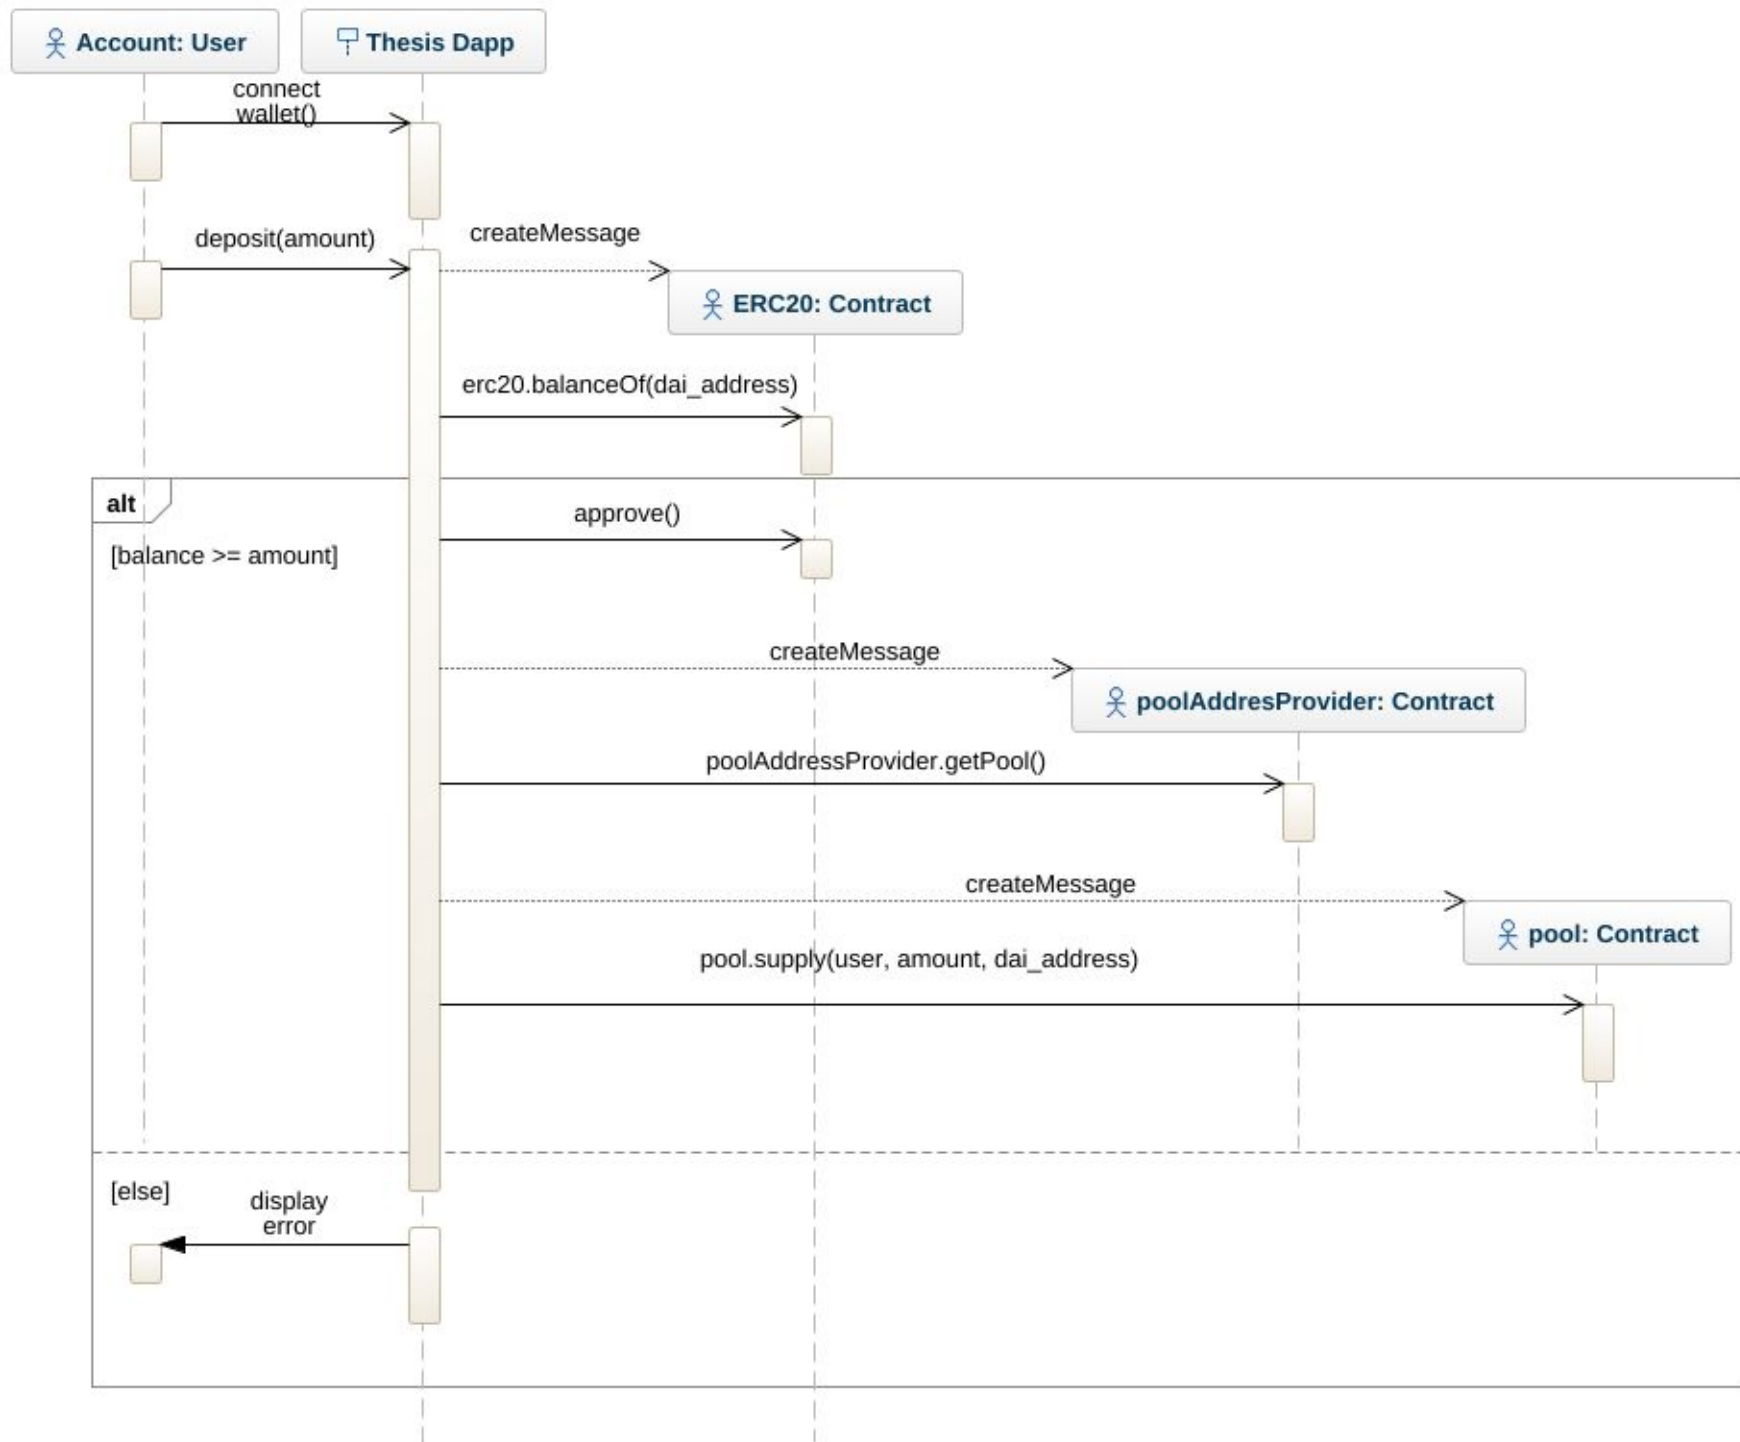 Account: User
Thesis Dapp
connect
wallet()
deposit(amount)
createMessage
ERC20: Contract
erc20.balanceOf(dai_address)
alt
approve()
[balance >= amount]
createMessage
poolAddresProvider: Contract
poolAddressProvider.getPool()
createMessage
pool: Contract
pool.supply(user, amount, dai_address)
[else]
display
error